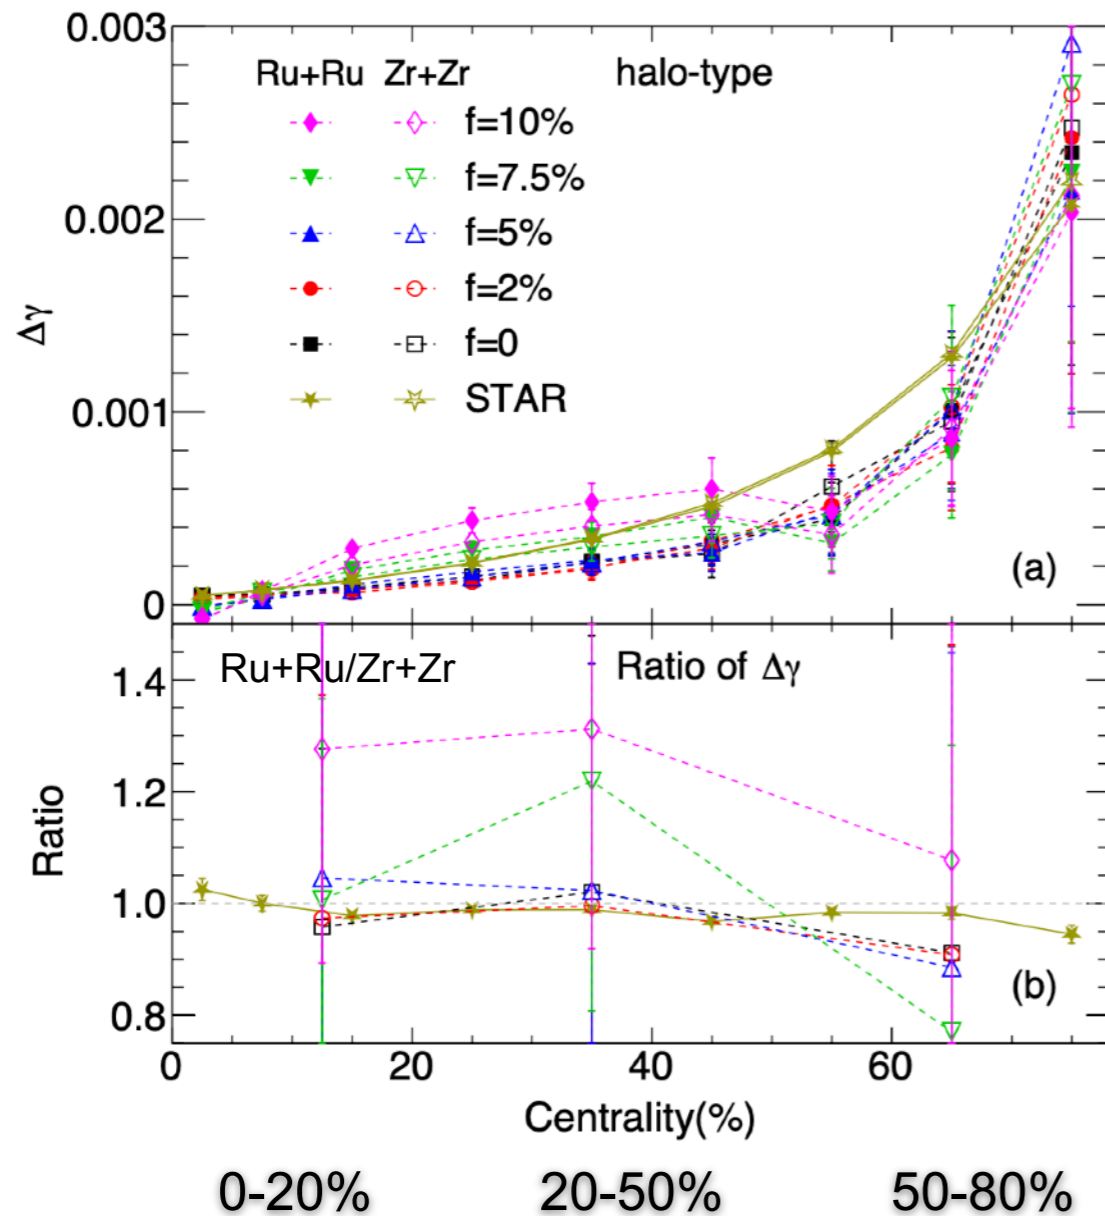 0.003
Ru+Ru Zr+Zr halo-type
f=10%
f=7.5%
0.002
f=5%
f=2%
Δγ
f=0
0.001
STAR
(a)
0
Ru+Ru/Zr+Zr Ratio of Δγ
1.4
1.2
Ratio
1.0
(b)
0.8
0 20 40 60
Centrality(%)
0-20% 20-50% 50-80%